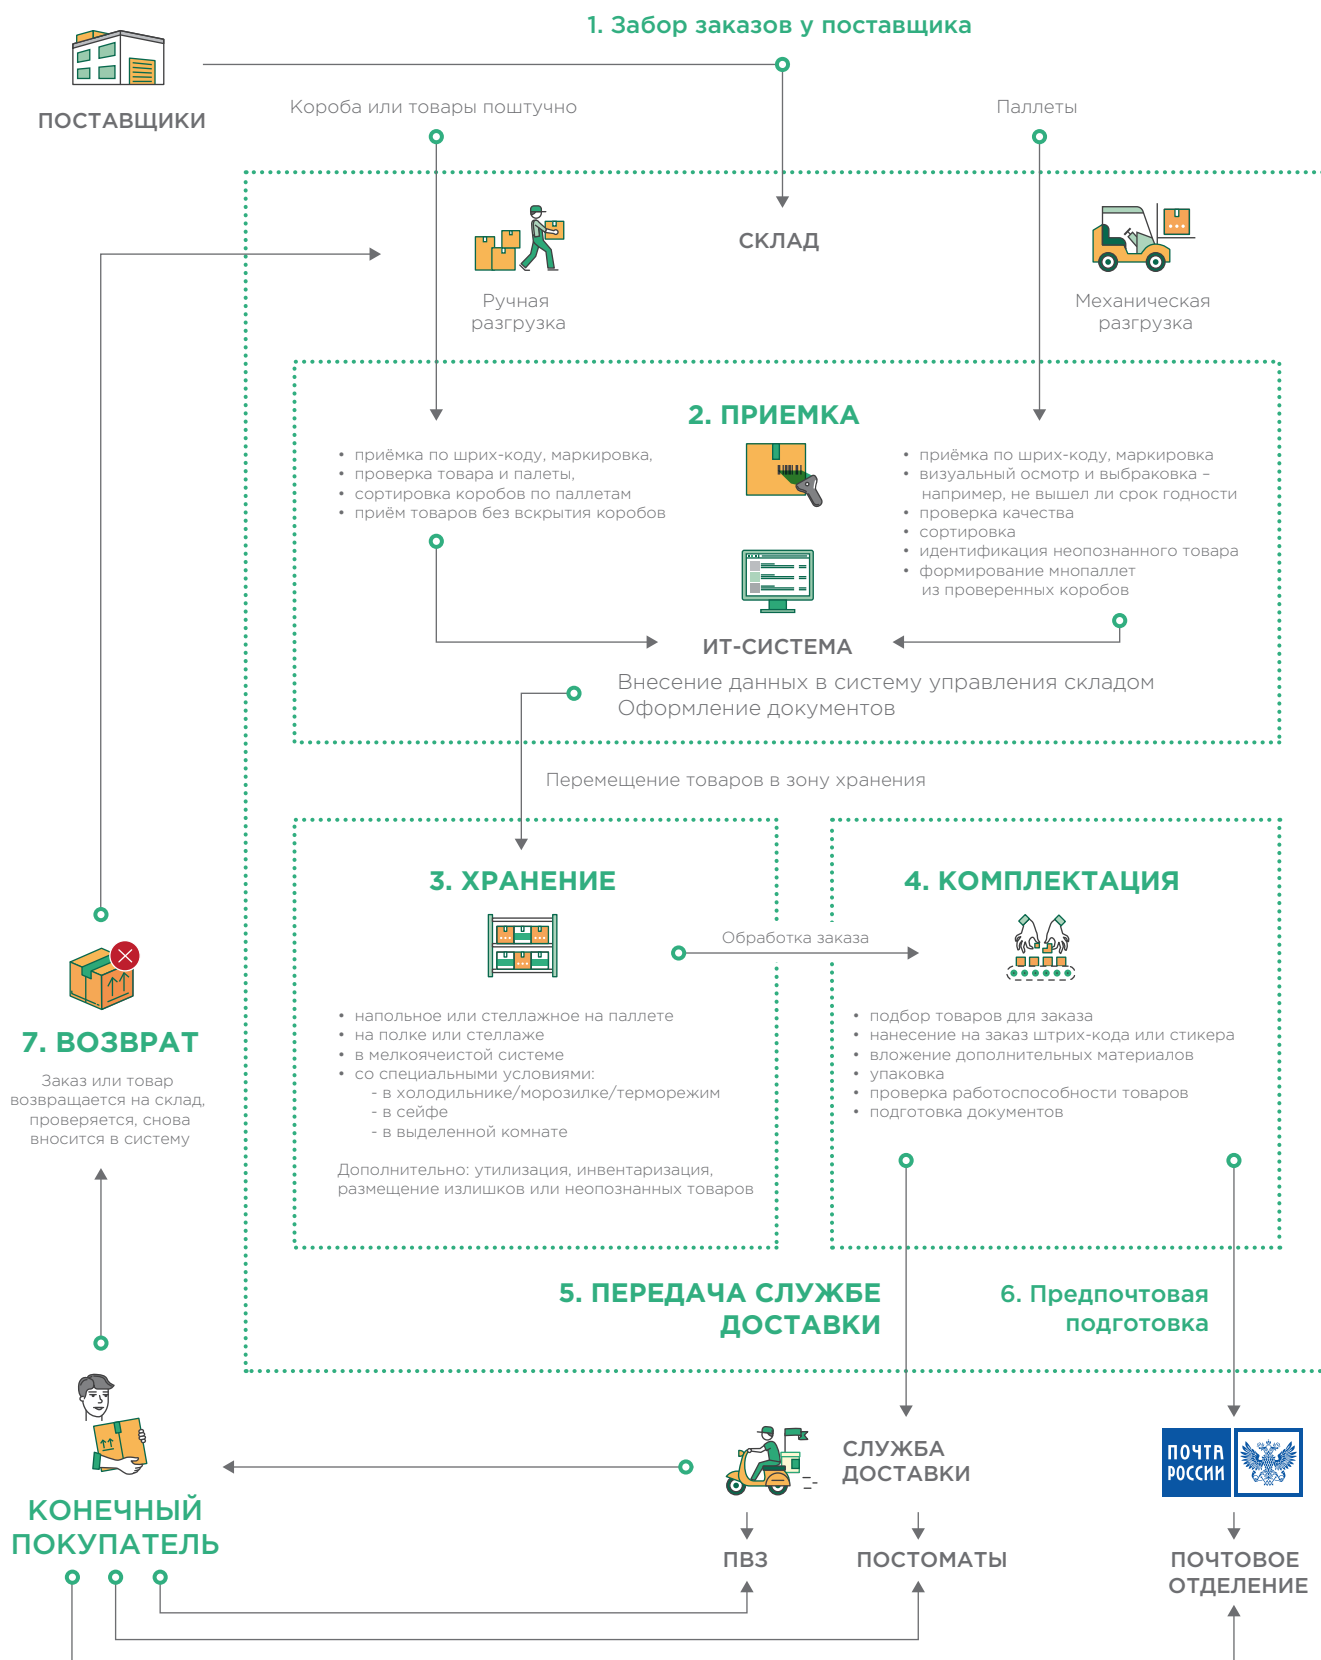 1. Забор заказов у поставщика
ПОСТАВЩИКИ
Короба или товары поштучно
Паллеты
СКЛАД
Ручная
разгрузка
Механическая
разгрузка
2. ПРИЕМКА
• приёмка по шрих-коду, маркировка,
• проверка товара и палеты,
• сортировка коробов по паллетам
• приём товаров без вскрытия коробов
• приёмка по шрих-коду, маркировка
• визуальный осмотр и выбраковка –
например, не вышел ли срок годности
• проверка качества
• сортировка
• идентификация неопознанного товара
• формирование мнопаллет
из проверенных коробов
ИТ-СИСТЕМА
Внесение данных в систему управления складом
Оформление документов
Перемещение товаров в зону хранения
3. ХРАНЕНИЕ
• напольное или стеллажное на паллете
• на полке или стеллаже
• в мелкоячеистой системе
• со специальными условиями:
- в холодильнике/морозилке/терморежим
- в сейфе
- в выделенной комнате
Дополнительно: утилизация, инвентаризация,
размещение излишков или неопознанных товаров
Обработка заказа
4. КОМПЛЕКТАЦИЯ
• подбор товаров для заказа
• нанесение на заказ штрих-кода или стикера
• вложение дополнительных материалов
• упаковка
• проверка работоспособности товаров
• подготовка документов
7. ВОЗВРАТ
Заказ или товар
возвращается на склад,
проверяется, снова
вносится в систему
5. ПЕРЕДАЧА СЛУЖБЕ
ДОСТАВКИ
6. Предпочтовая
подготовка
СЛУЖБА
ДОСТАВКИ
ПОЧТА
РОССИИ
КОНЕЧНЫЙ
ПОКУПАТЕЛЬ
ПВЗ
ПОСТОМАТЫ
ПОЧТОВОЕ
ОТДЕЛЕНИЕ